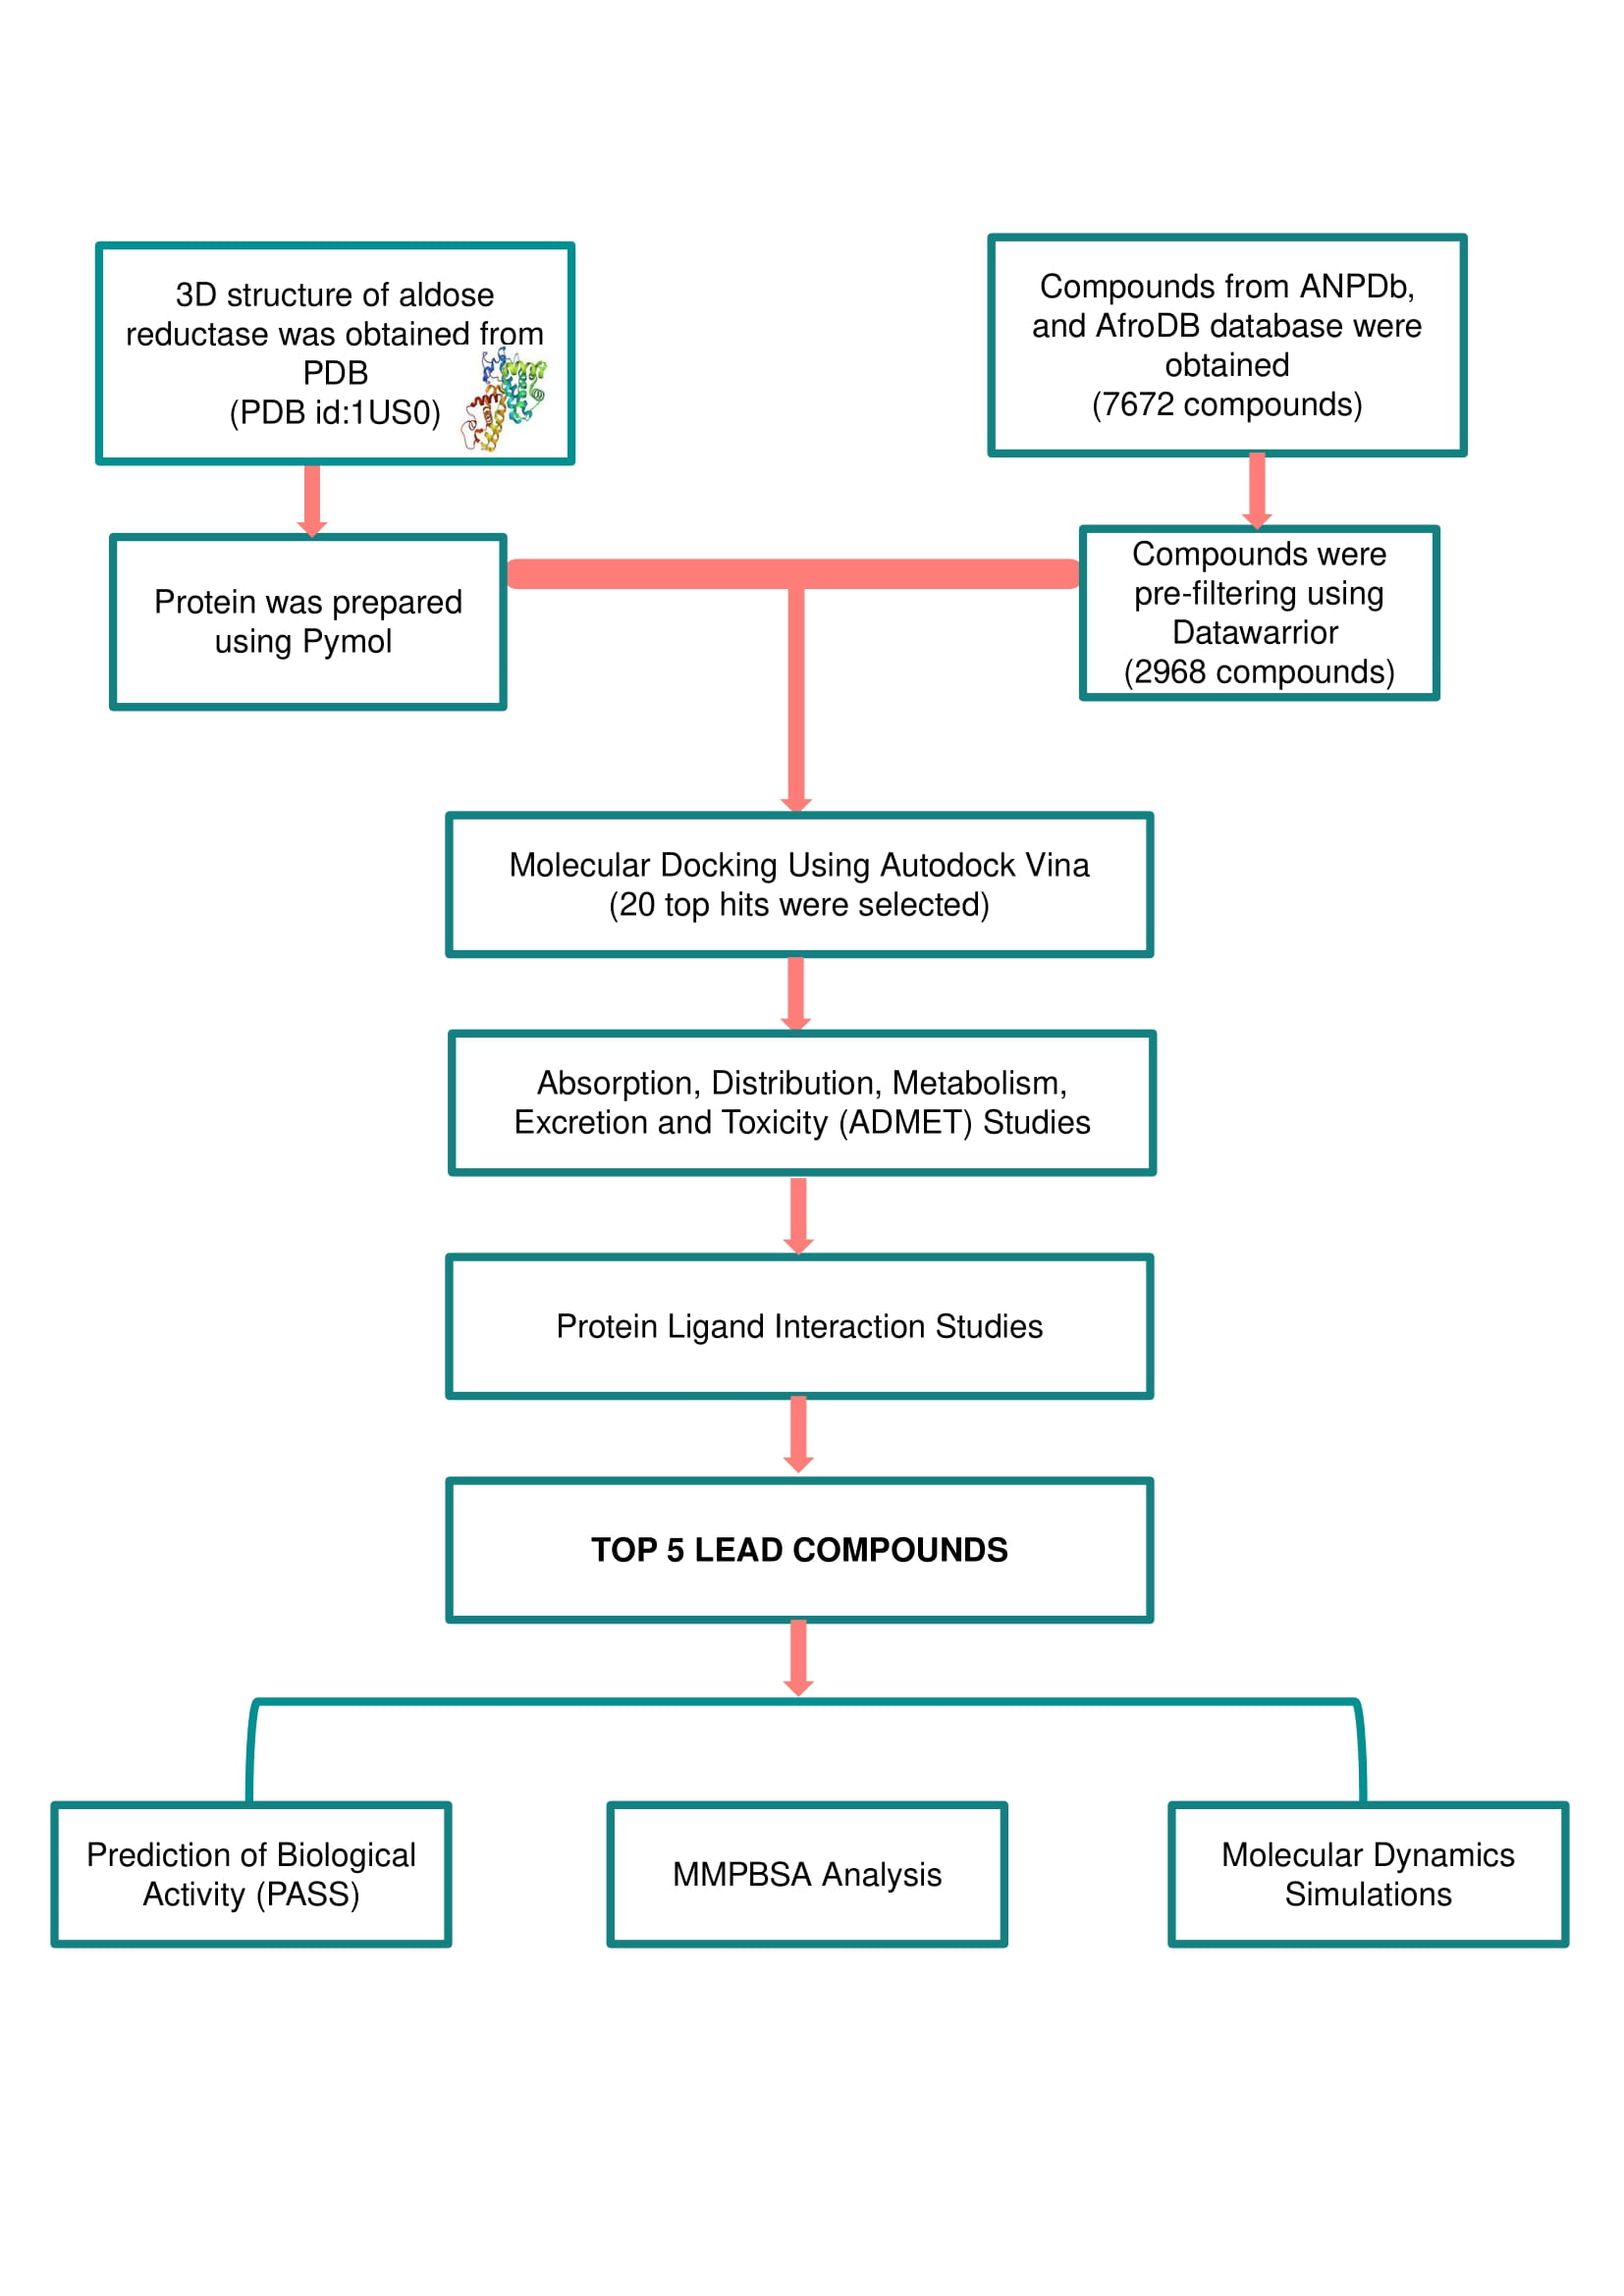 3D structure of aldose
reductase was obtained from
PDB
(PDB id:1US0)
Compounds from ANPDb,
and AfroDB database were
obtained
(7672 compounds)
Protein was prepared
using Pymol
Compounds were
pre-filtering using
Datawarrior
(2968 compounds)
Molecular Docking Using Autodock Vina
(20 top hits were selected)
Absorption, Distribution, Metabolism,
Excretion and Toxicity (ADMET) Studies
Protein Ligand Interaction Studies
TOP 5 LEAD COMPOUNDS
Prediction of Biological
Activity (PASS)
MMPBSA Analysis
Molecular Dynamics
Simulations